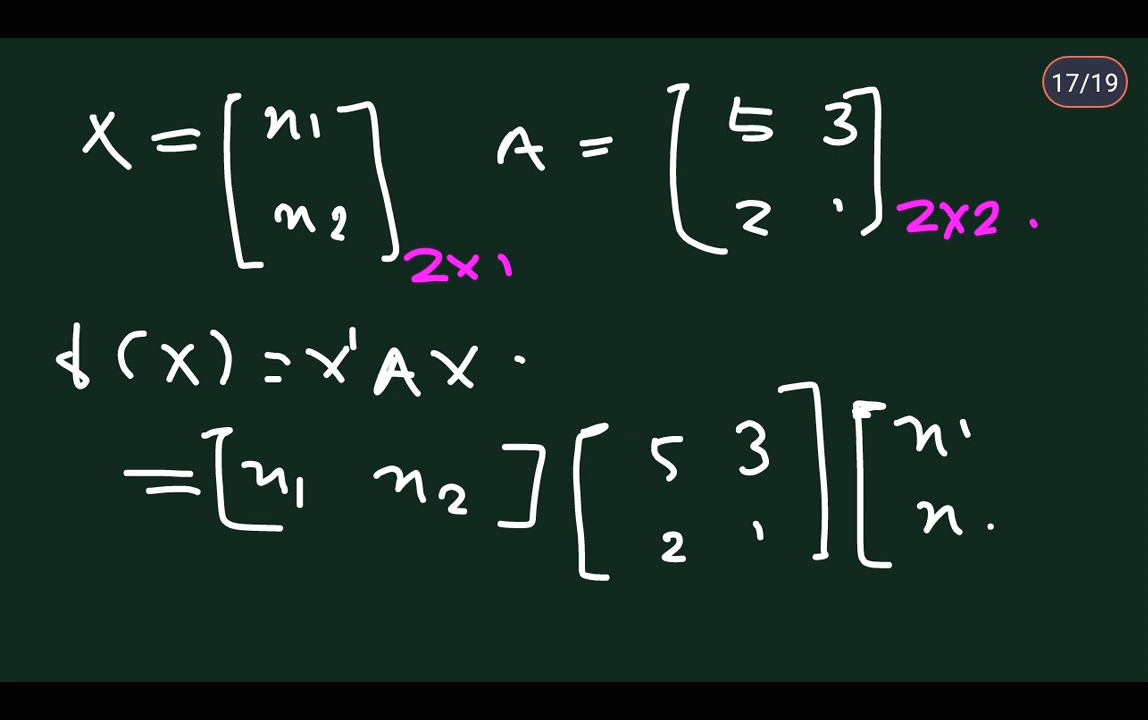 17/19
X = [ x1 ; x2 ] 2×1 A = [ 5 3 ; 2 1 ] 2×2 .
f(X) = X'AX .
= [ x1 x2 ] [ 5 3 ; 2 1 ] [ x1 ; x .